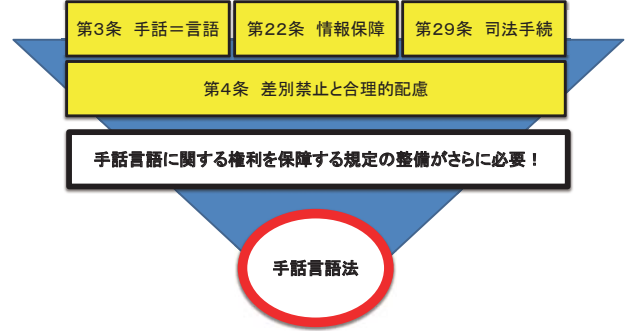 第3条　手話＝言語
第22条　情報保障
第29条　司法手続
第4条　差別禁止と合理的配慮
手話言語に関する権利を保障する規定の整備がさらに必要！
手話言語法